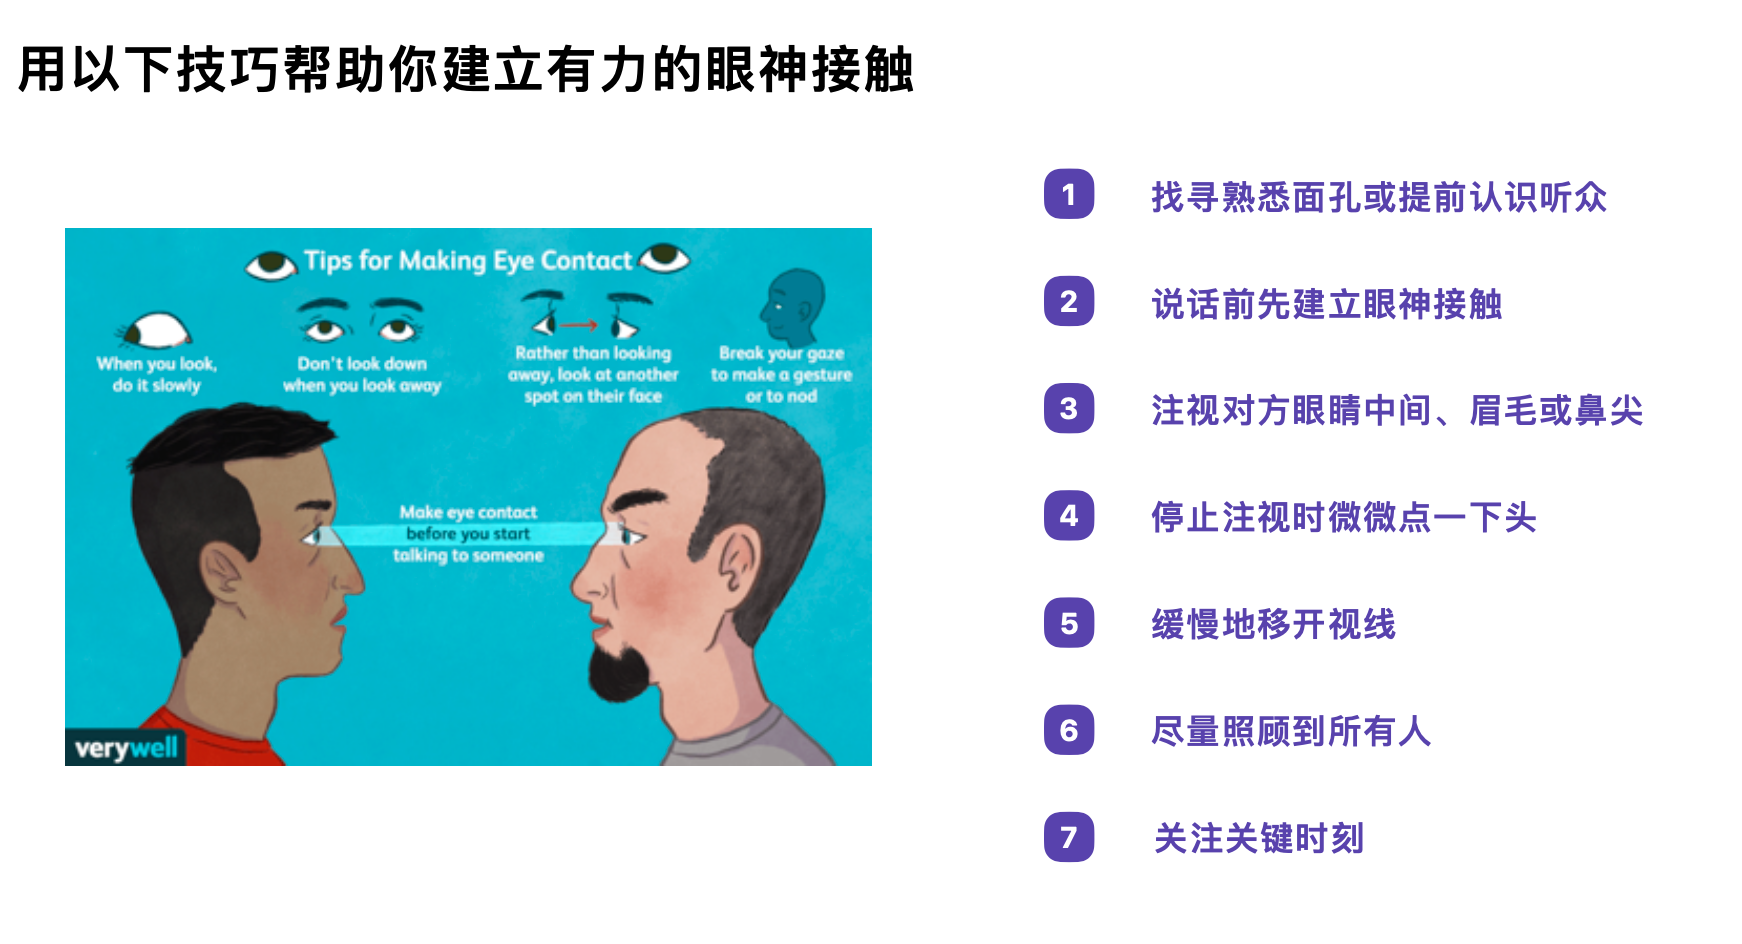 用以下技巧帮助你建立有力的眼神接触
Tips for Making Eye Contact
When you look,
do it slowly
Don't look down
when you look away
Rather than looking
away, look at another
spot on their face
Break your gaze
to make a gesture
or to nod
Make eye contact
before you start
talking to someone
verywell
1 找寻熟悉面孔或提前认识听众
2 说话前先建立眼神接触
3 注视对方眼睛中间、眉毛或鼻尖
4 停止注视时微微点一下头
5 缓慢地移开视线
6 尽量照顾到所有人
7 关注关键时刻